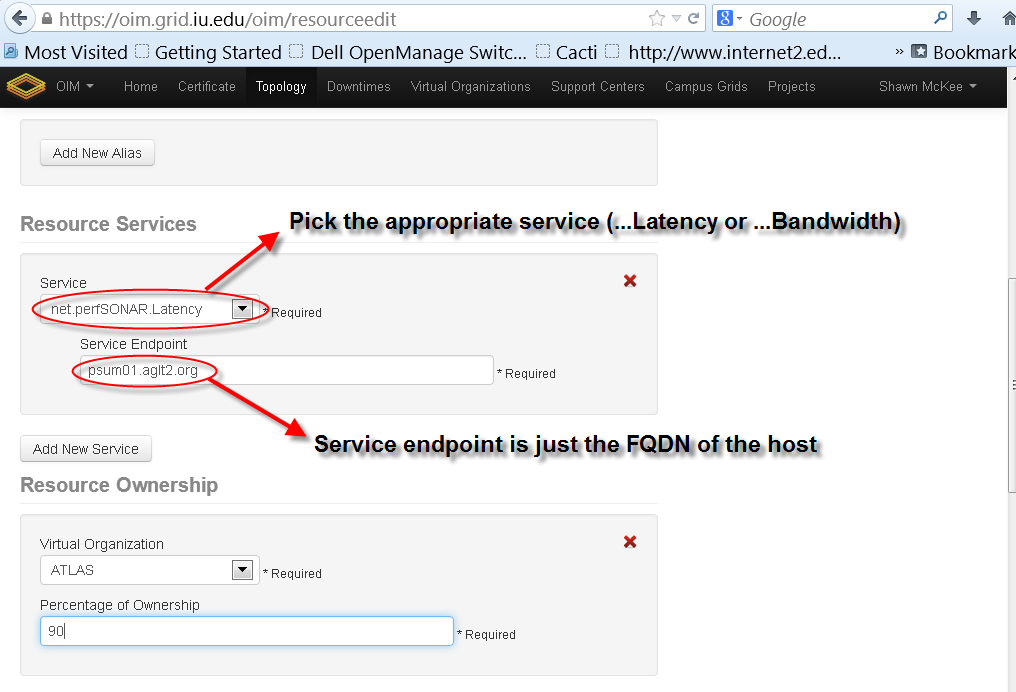 https://oim.grid.iu.edu/oim/resourceedit
8 Google
Most Visited Getting Started Dell OpenManage Switc... Cacti http://www.internet2.ed... » Bookmark
OIM Home Certificate Topology Downtimes Virtual Organizations Support Centers Campus Grids Projects Shawn McKee
Add New Alias
Resource Services
Pick the appropriate service (...Latency or ...Bandwidth)
Service
net.perfSONAR.Latency * Required
Service Endpoint
psum01.aglt2.org * Required
Service endpoint is just the FQDN of the host
Add New Service
Resource Ownership
Virtual Organization
ATLAS * Required
Percentage of Ownership
90 * Required